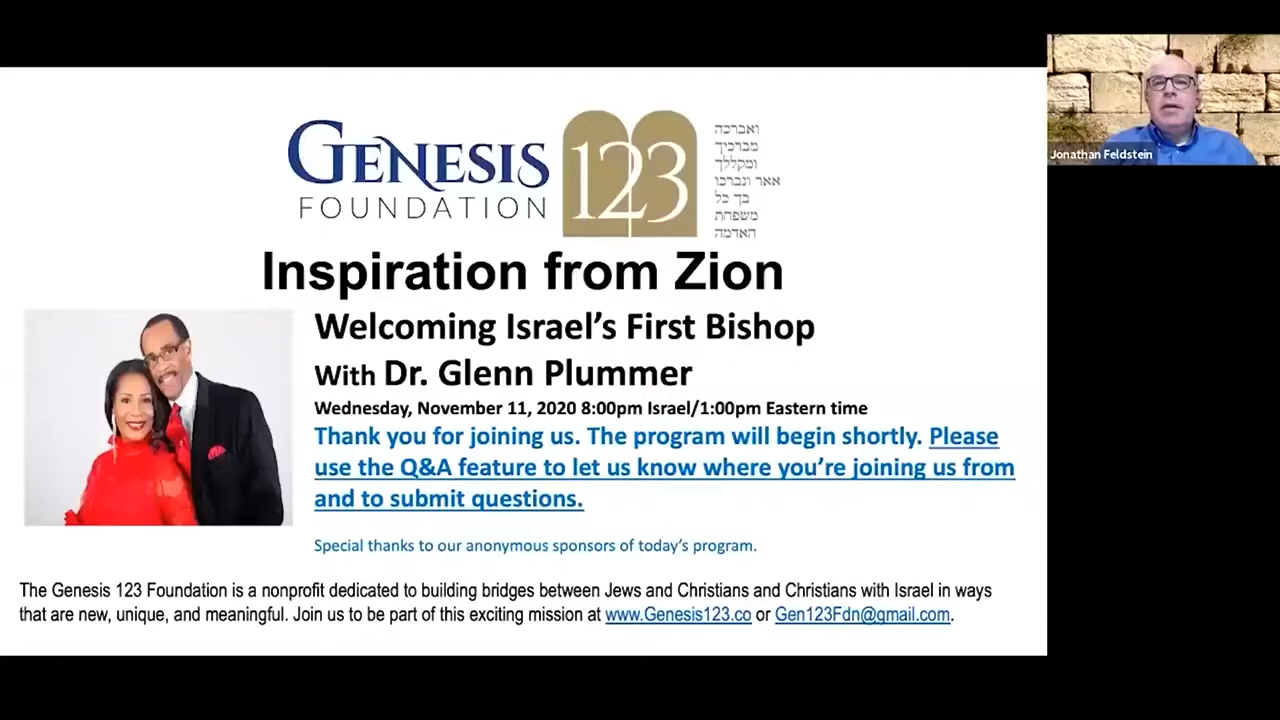 GENESIS
FOUNDATION
123
ואברכה
מברכיך
ומקללך
אאר ונברכו
בך כל
משפחת
האדמה
Jonathan Feldstein
Inspiration from Zion
Welcoming Israel's First Bishop
With Dr. Glenn Plummer
Wednesday, November 11, 2020 8:00pm Israel/1:00pm Eastern time
Thank you for joining us. The program will begin shortly. Please
use the Q&A feature to let us know where you're joining us from
and to submit questions.
Special thanks to our anonymous sponsors of today's program.
The Genesis 123 Foundation is a nonprofit dedicated to building bridges between Jews and Christians and Christians with Israel in ways
that are new, unique, and meaningful. Join us to be part of this exciting mission at www.Genesis123.co or Gen123Fdn@gmail.com.